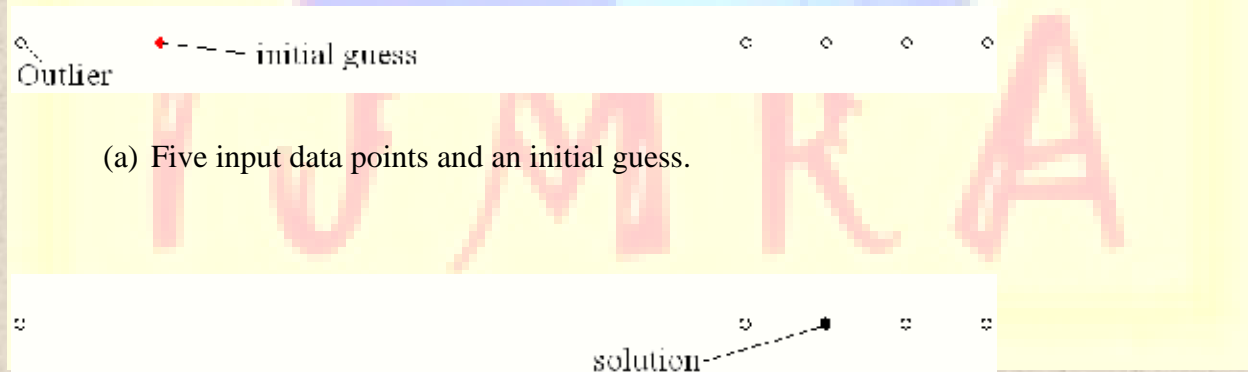 initial guess
Outlier
(a) Five input data points and an initial guess.
solution